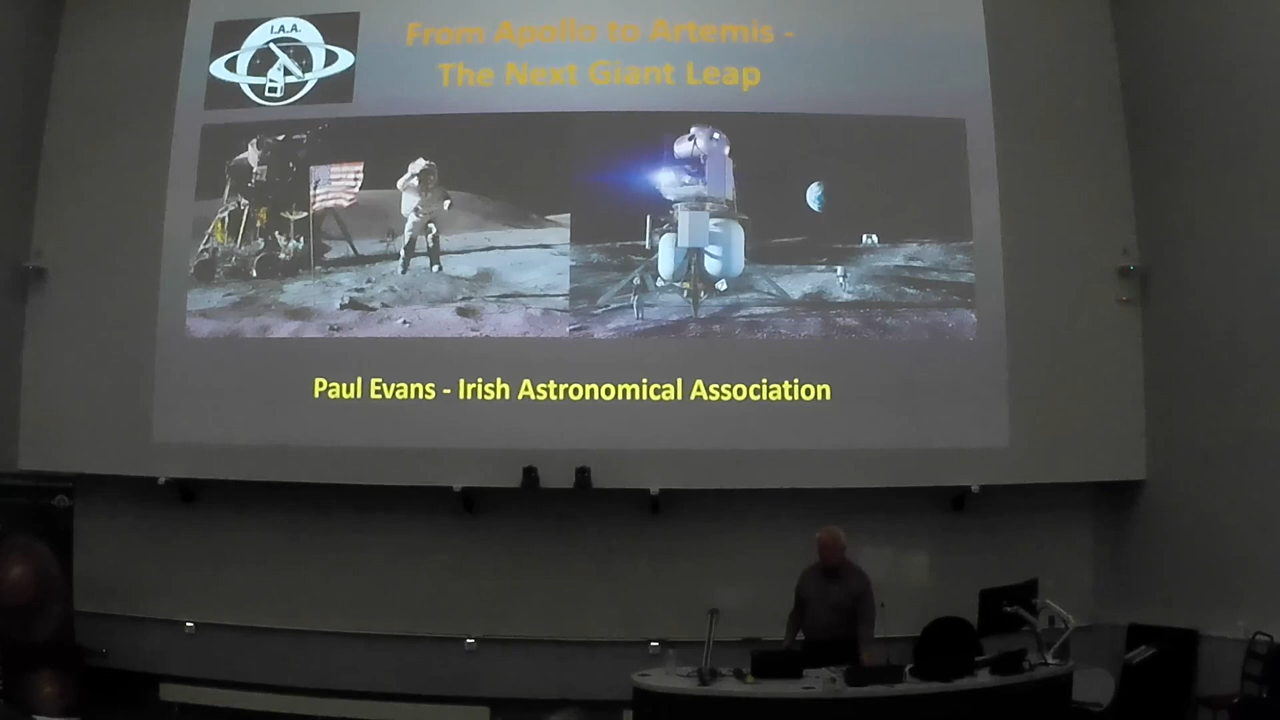 I.A.A.
From Apollo to Artemis -
The Next Giant Leap
Paul Evans - Irish Astronomical Association